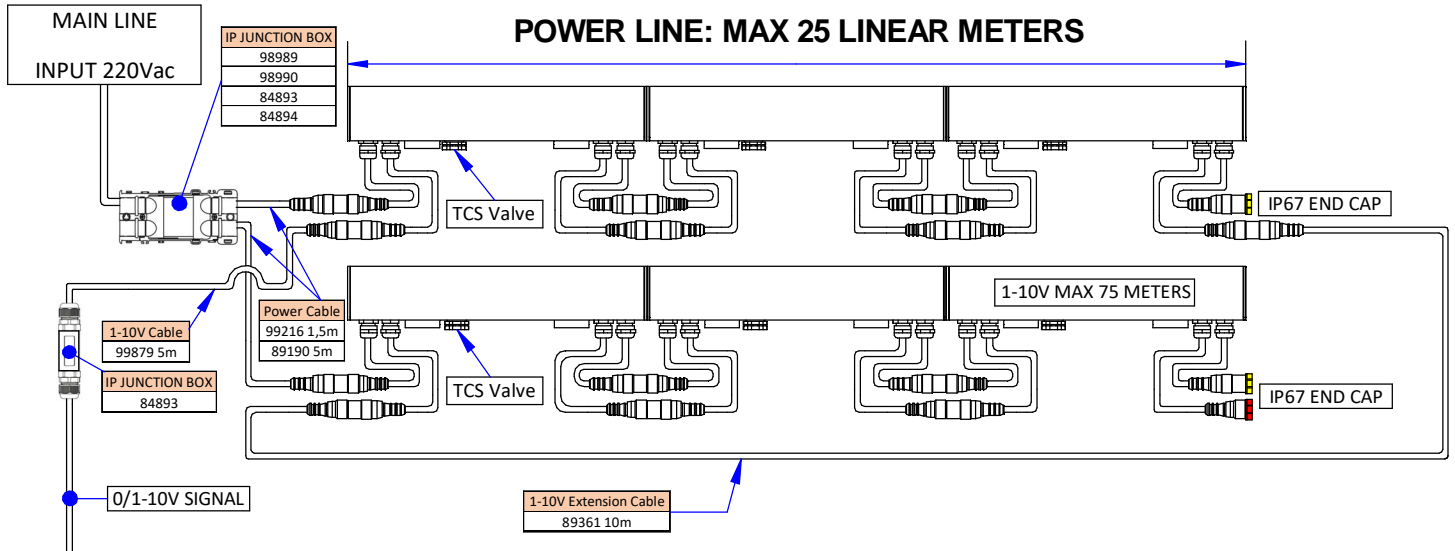 MAIN LINE
INPUT 220Vac
IP JUNCTION BOX
98989
98990
84893
84894
POWER LINE: MAX 25 LINEAR METERS
TCS Valve
IP67 END CAP
1-10V MAX 75 METERS
1-10V Cable
99879 5m
Power Cable
99216 1,5m
89190 5m
IP JUNCTION BOX
84893
TCS Valve
IP67 END CAP
0/1-10V SIGNAL
1-10V Extension Cable
89361 10m